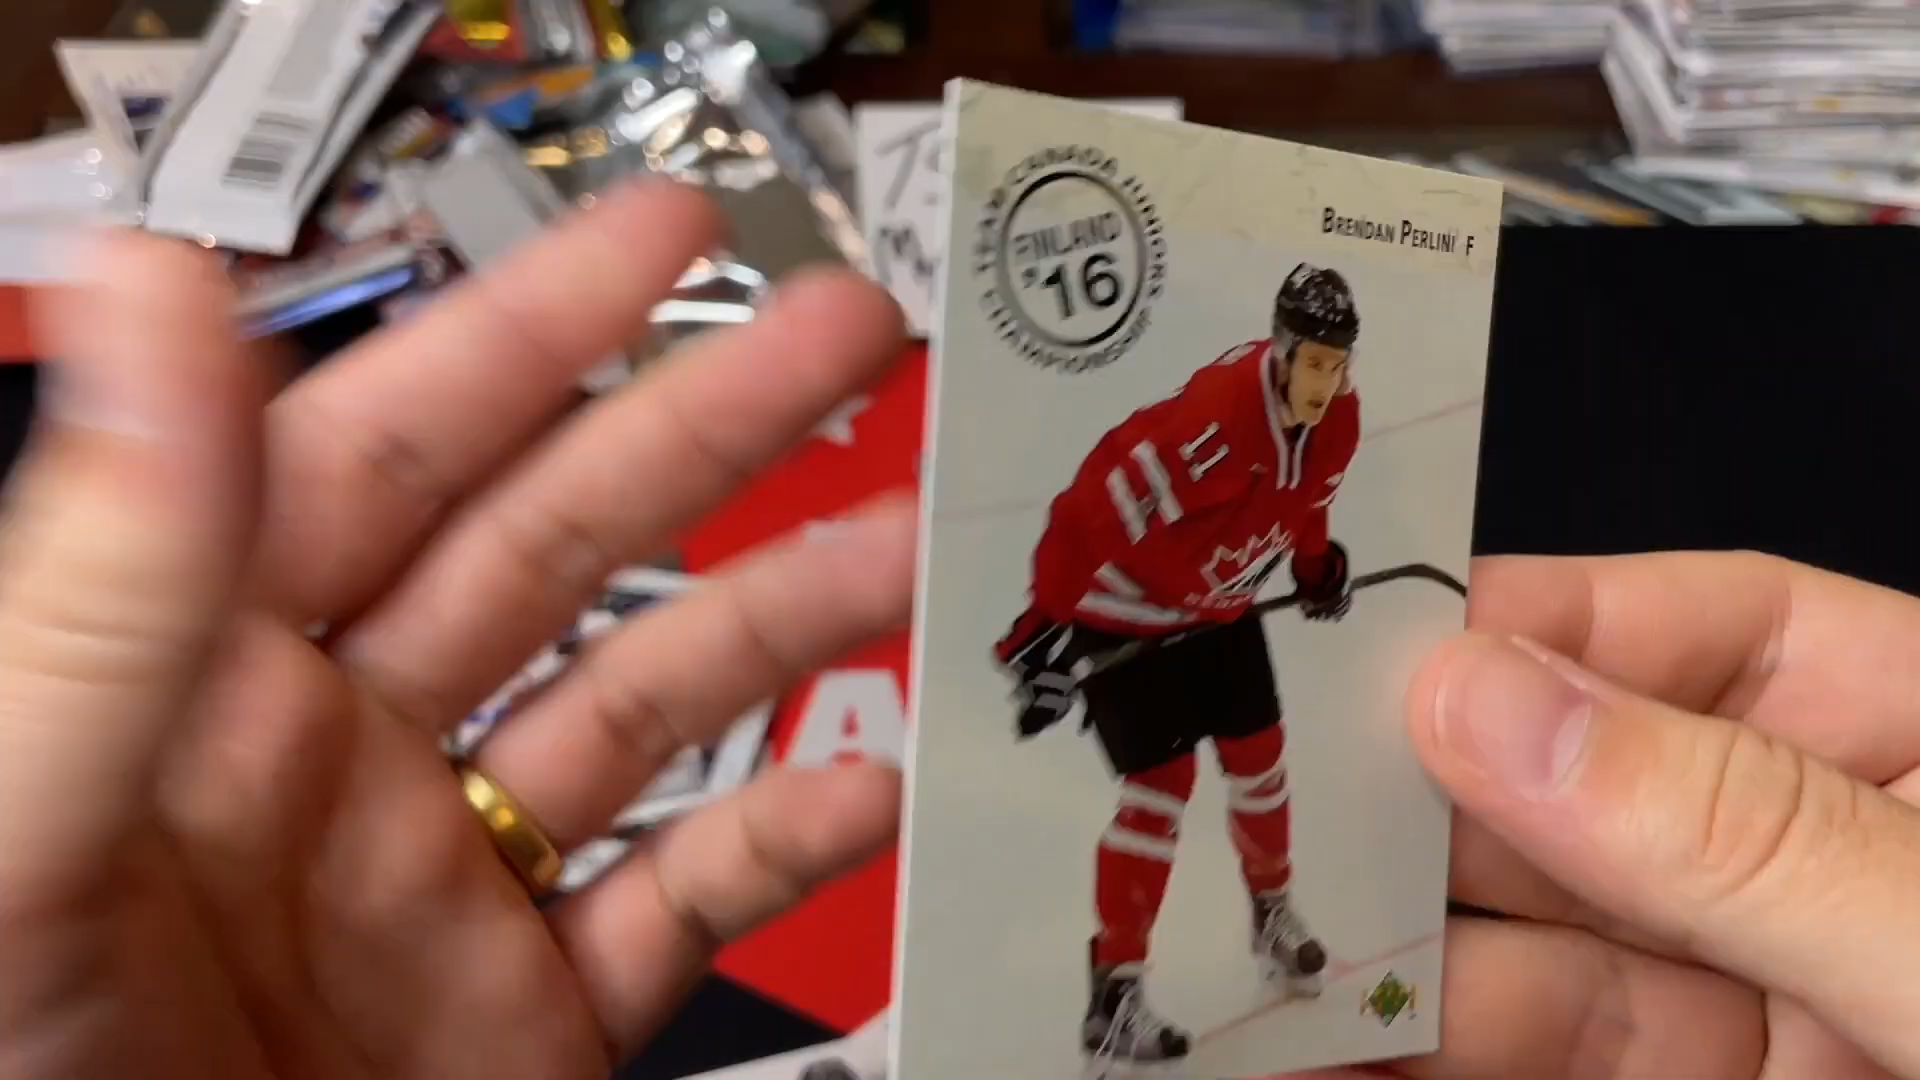 TEAM CANADA JUNIORS
FINLAND
'16
CHAMPIONSHIP
BRENDAN PERLINI F
11
A